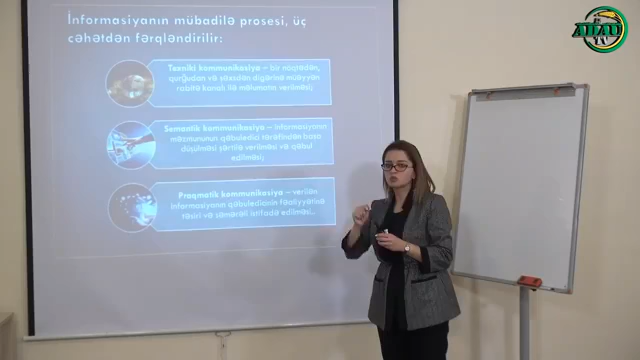 İnformasiyanın mübadilə prosesi, üç
cəhətdən fərqləndirilir:
Texniki kommunikasiya – bir nöqtədən,
qurğudan və şəxsdən digərinə müəyyən
rabitə kanalı ilə məlumatın verilməsi;
Semantik kommunikasiya – informasiyanın
məzmununun qəbuledici tərəfindən başa
düşülməsi şərtilə verilməsi və qəbul
edilməsi;
Praqmatik kommunikasiya – verilən
informasiyanın qəbuledicinin fəaliyyətinə
təsiri və səmərəli istifadə edilməsi.
ADAU
TV